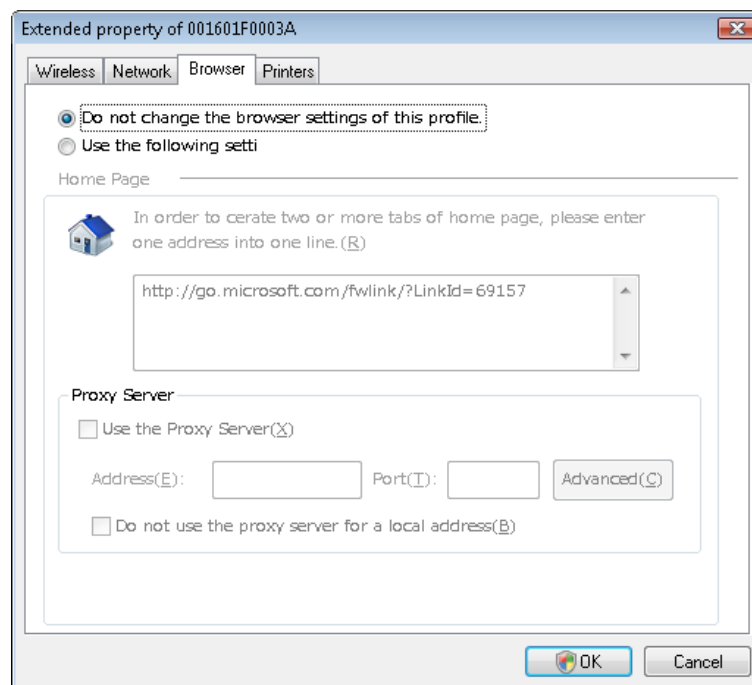 Extended property of 001601F0003A
Wireless Network Browser Printers
Do not change the browser settings of this profile.
Use the following setti
Home Page
In order to cerate two or more tabs of home page, please enter
one address into one line.(R)
http://go.microsoft.com/fwlink/?LinkId=69157
Proxy Server
Use the Proxy Server(X)
Address(E): Port(T): Advanced(C)
Do not use the proxy server for a local address(B)
OK Cancel